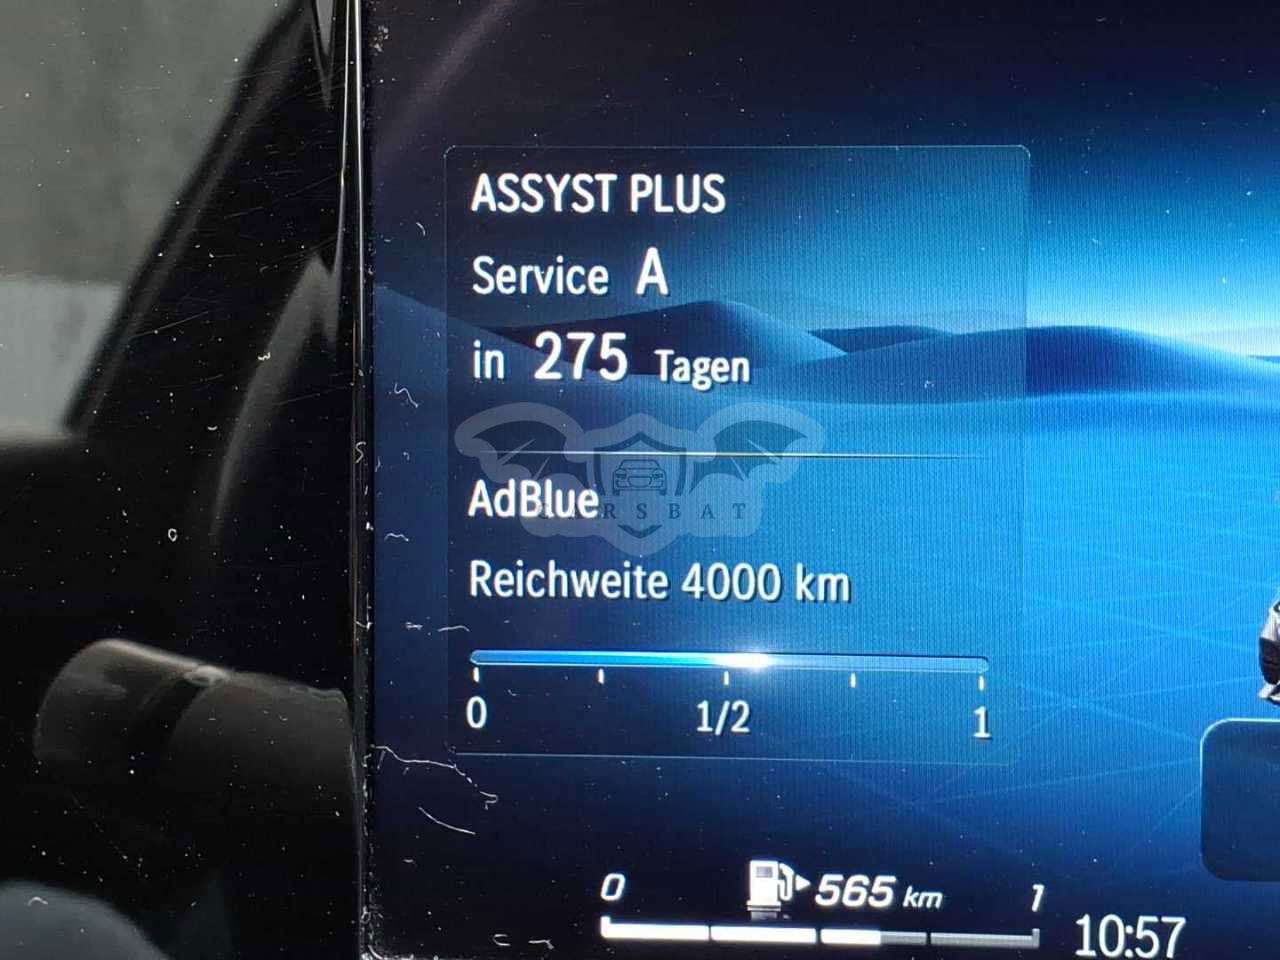 ASSYST PLUS
Service A
in 275 Tagen
AdBlue
CARSBAT
Reichweite 4000 km
0 1/2 1
0 565 km 1
10:57